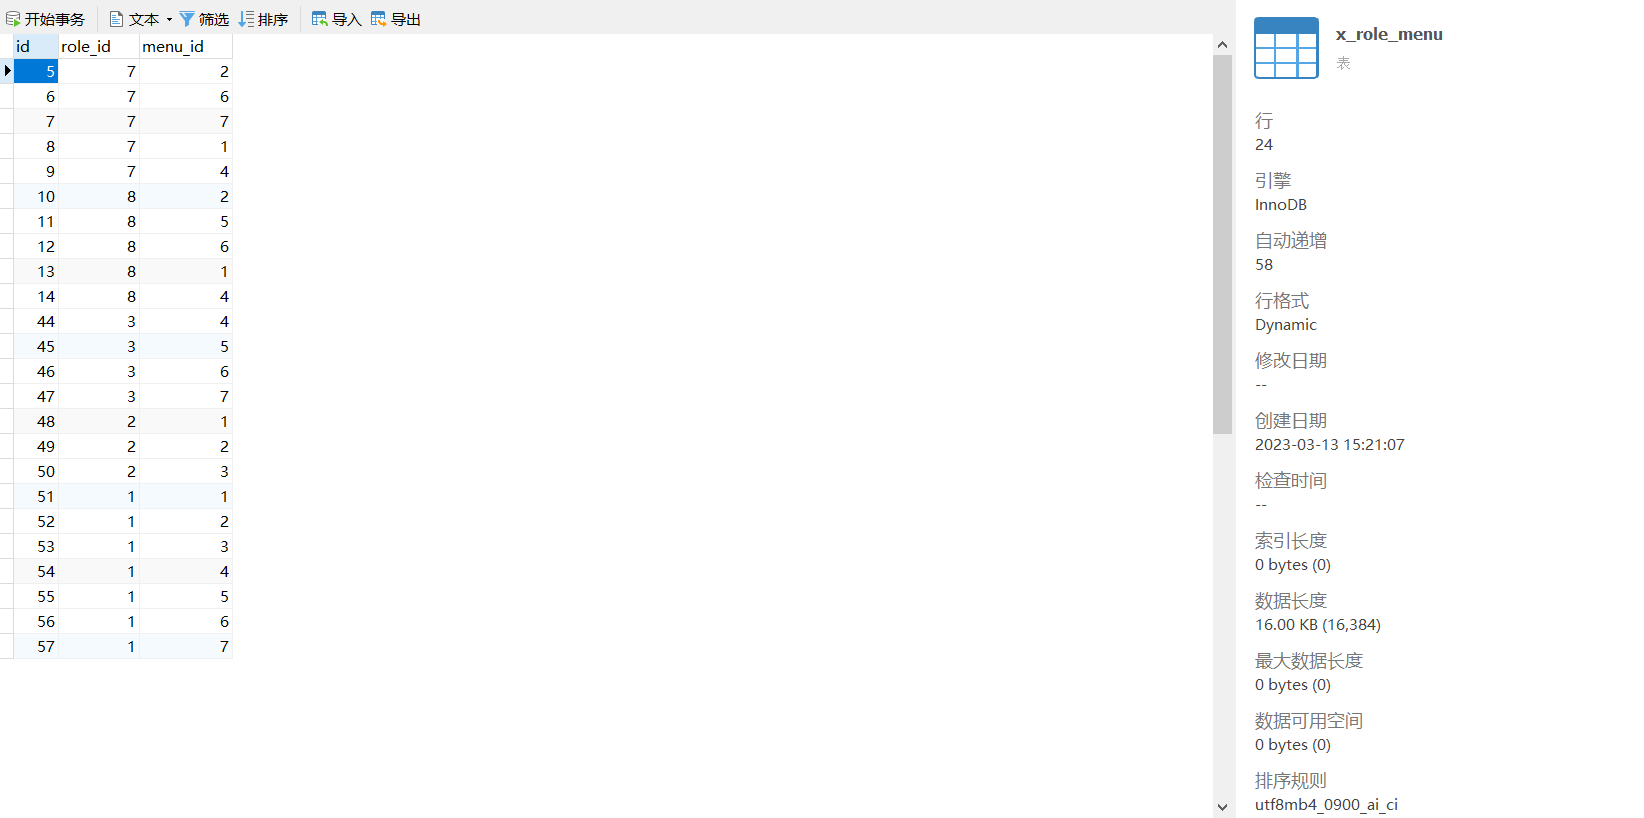 开始事务 文本 筛选 排序 导入 导出
id role_id menu_id
5 7 2
6 7 6
7 7 7
8 7 1
9 7 4
10 8 2
11 8 5
12 8 6
13 8 1
14 8 4
44 3 4
45 3 5
46 3 6
47 3 7
48 2 1
49 2 2
50 2 3
51 1 1
52 1 2
53 1 3
54 1 4
55 1 5
56 1 6
57 1 7
x_role_menu
表
行
24
引擎
InnoDB
自动递增
58
行格式
Dynamic
修改日期
--
创建日期
2023-03-13 15:21:07
检查时间
--
索引长度
0 bytes (0)
数据长度
16.00 KB (16,384)
最大数据长度
0 bytes (0)
数据可用空间
0 bytes (0)
排序规则
utf8mb4_0900_ai_ci